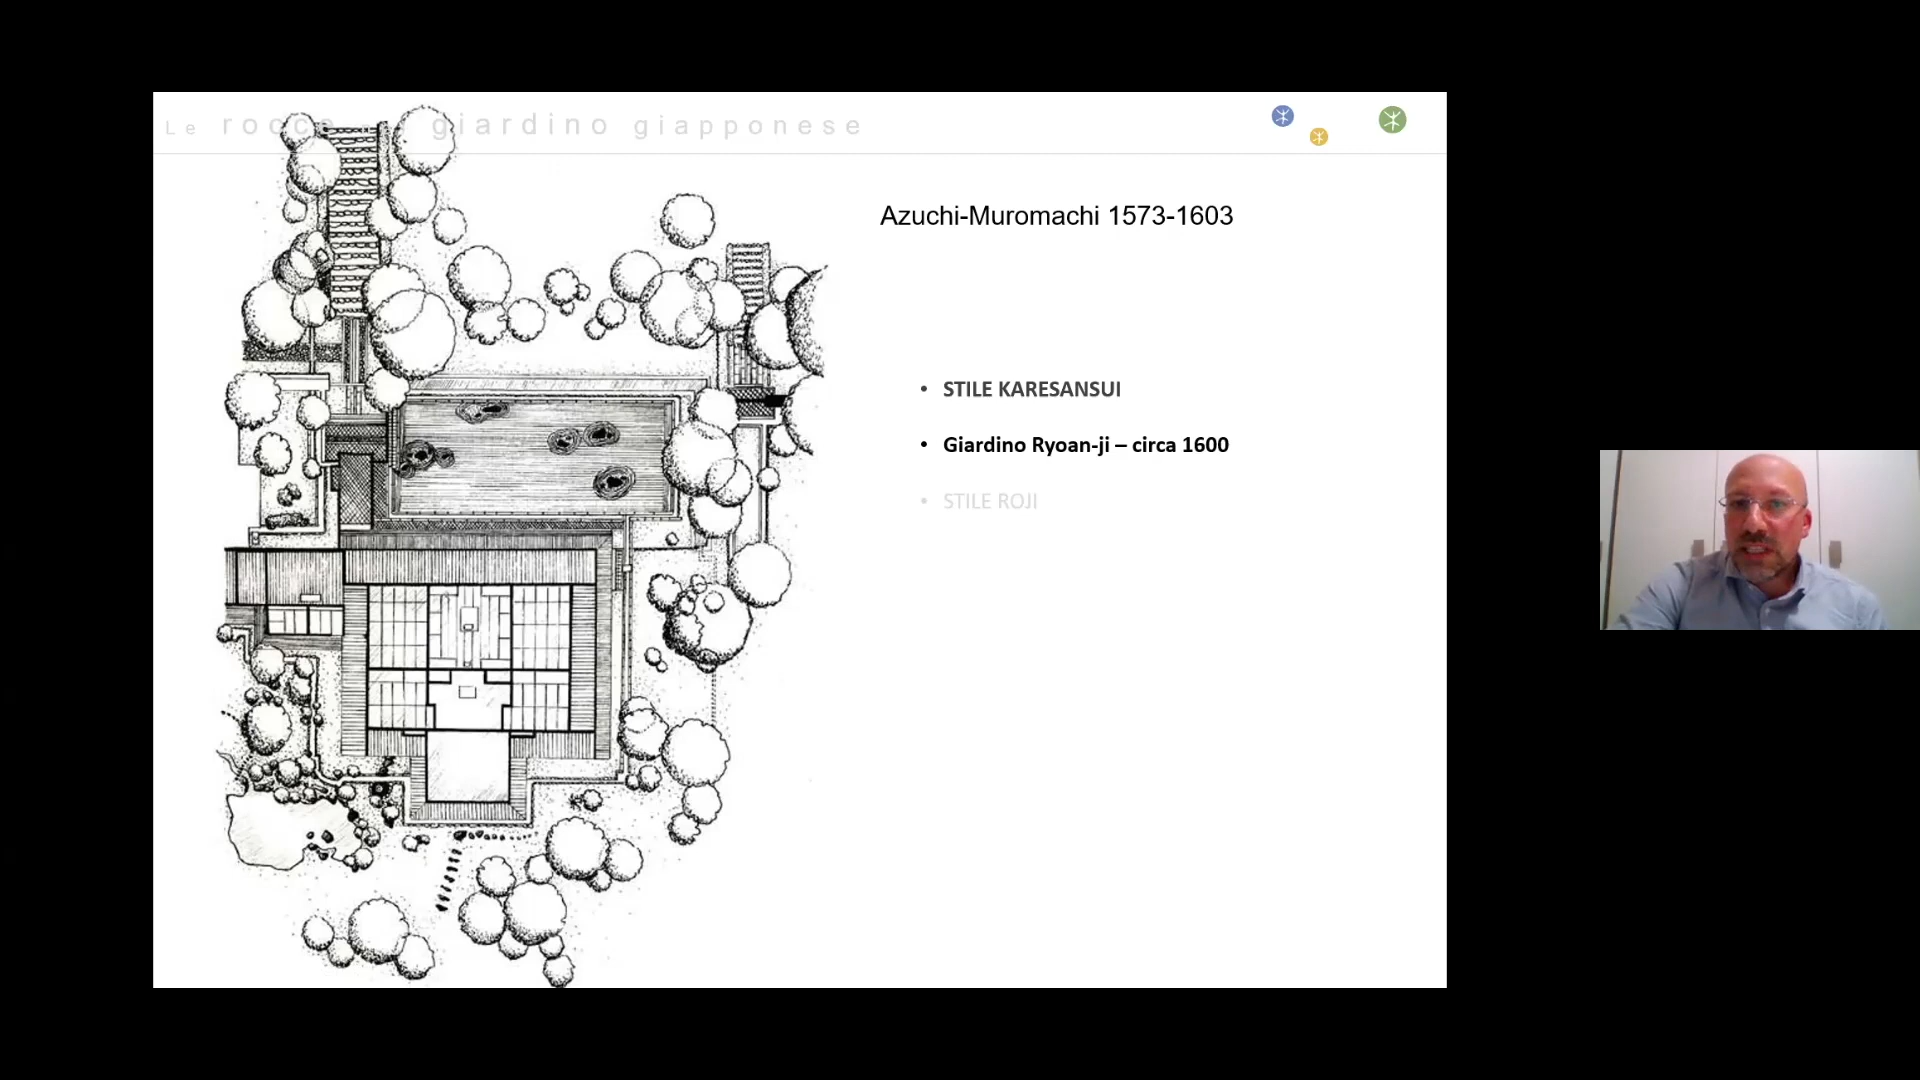 Le rocce giardino giapponese
Azuchi-Muromachi 1573-1603
• STILE KARESANSUI
• Giardino Ryoan-ji – circa 1600
• STILE ROJI